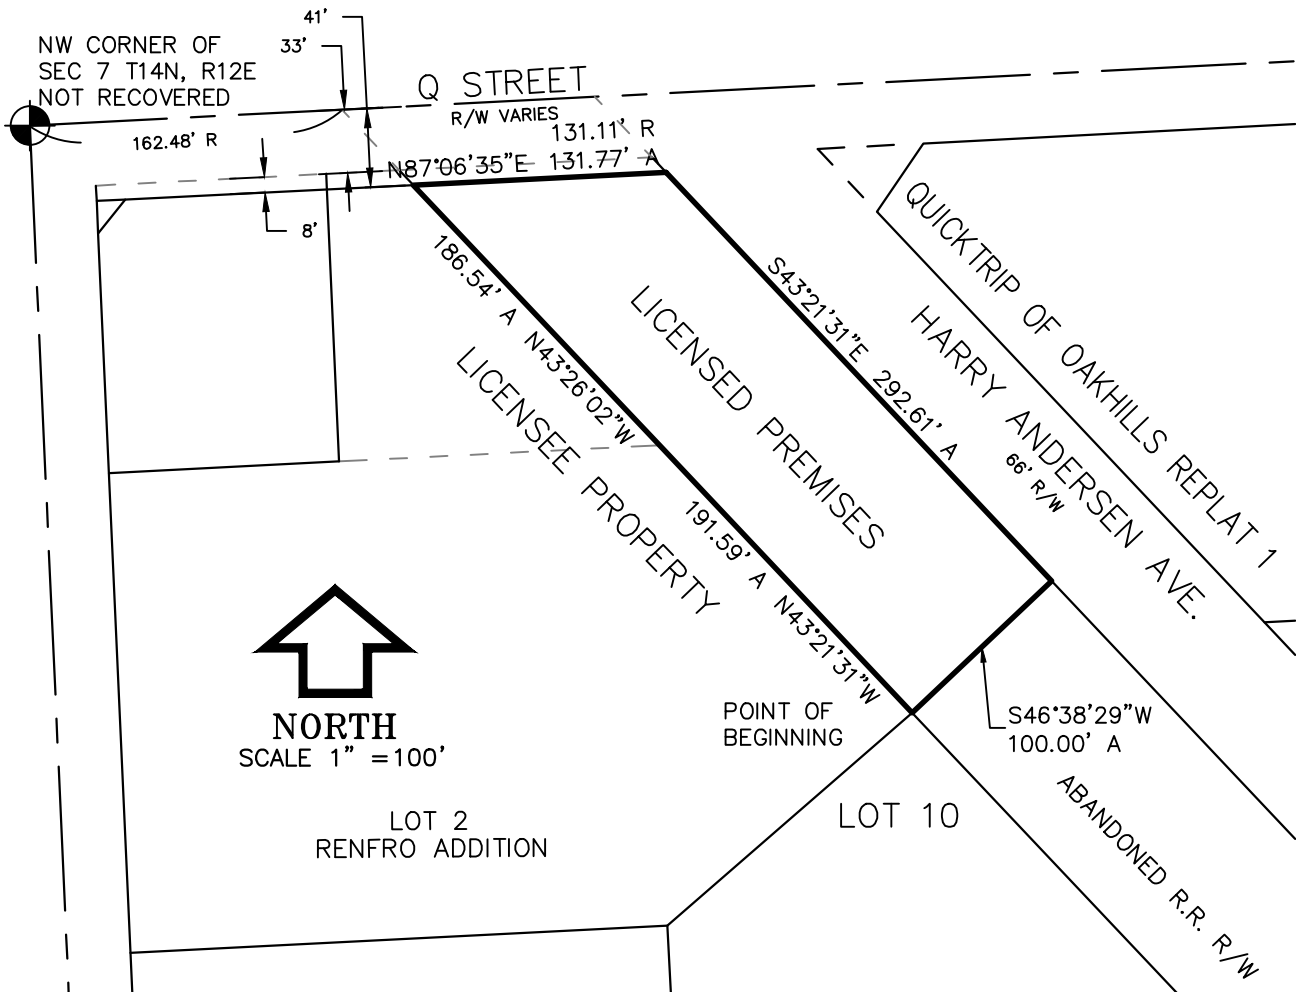 41'
33'
NW CORNER OF
SEC 7 T14N, R12E
NOT RECOVERED
162.48' R
Q STREET
R/W VARIES
131.11' R
N87°06'35"E 131.77' A
8'
186.54' A N43°26'02"W
LICENSEE PROPERTY
LICENSED PREMISES
S43°21'31"E 292.61' A
HARRY ANDERSEN AVE.
66' R/W
QUICKTRIP OF OAKHILLS REPLAT 1
191.59' A N43°21'31"W
NORTH
SCALE 1" =100'
POINT OF
BEGINNING
S46°38'29"W
100.00' A
LOT 2
RENFRO ADDITION
LOT 10
ABANDONED R.R. R/W